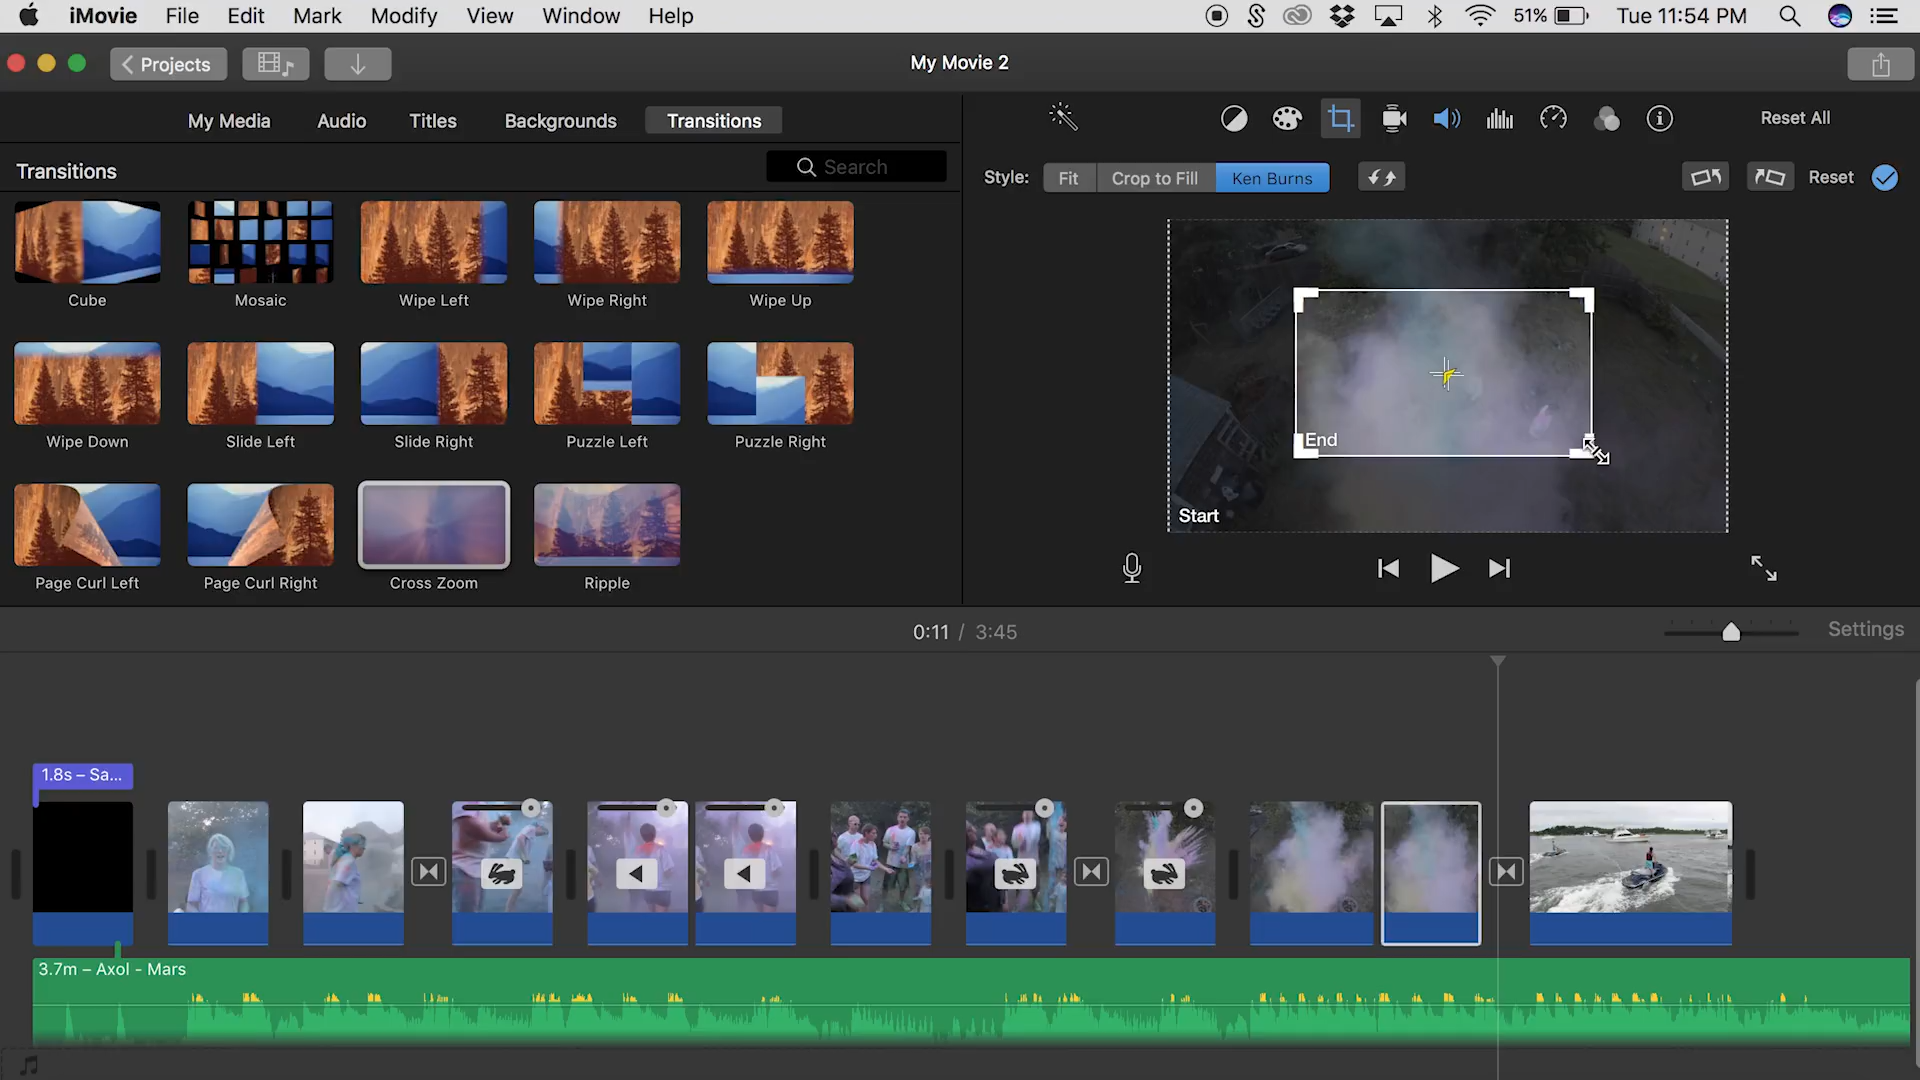 iMovie File Edit Mark Modify View Window Help
51% Tue 11:54 PM
Projects
My Movie 2
My Media Audio Titles Backgrounds Transitions
Reset All
Transitions
Search
Style: Fit Crop to Fill Ken Burns
Reset
Cube Mosaic Wipe Left Wipe Right Wipe Up
Wipe Down Slide Left Slide Right Puzzle Left Puzzle Right
Page Curl Left Page Curl Right Cross Zoom Ripple
End
Start
0:11 / 3:45
Settings
1.8s – Sa...
3.7m – Axol - Mars